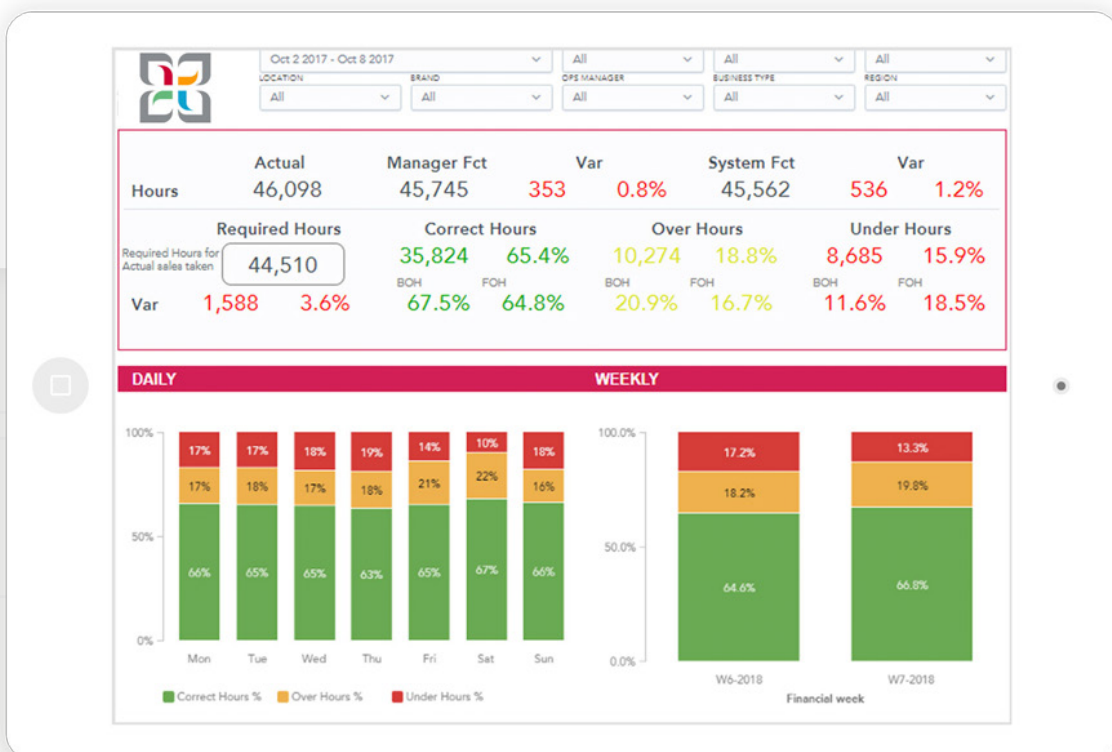 Oct 2 2017 - Oct 8 2017 All All All
LOCATION BRAND OPS MANAGER BUSINESS TYPE REGION
All All All All All
Actual Manager Fct Var System Fct Var
Hours 46,098 45,745 353 0.8% 45,562 536 1.2%
Required Hours Correct Hours Over Hours Under Hours
Required Hours for
Actual sales taken
44,510 35,824 65.4% 10,274 18.8% 8,685 15.9%
BOH FOH BOH FOH BOH FOH
Var 1,588 3.6% 67.5% 64.8% 20.9% 16.7% 11.6% 18.5%
DAILY WEEKLY
100% 17% 17% 18% 19% 14% 10% 18%
17% 18% 17% 18% 21% 22% 16%
50%
66% 65% 65% 63% 65% 67% 66%
0%
Mon Tue Wed Thu Fri Sat Sun
Correct Hours % Over Hours % Under Hours %
100.0% 17.2% 13.3%
18.2% 19.8%
50.0%
64.6% 66.8%
0.0%
W6-2018 W7-2018
Financial week